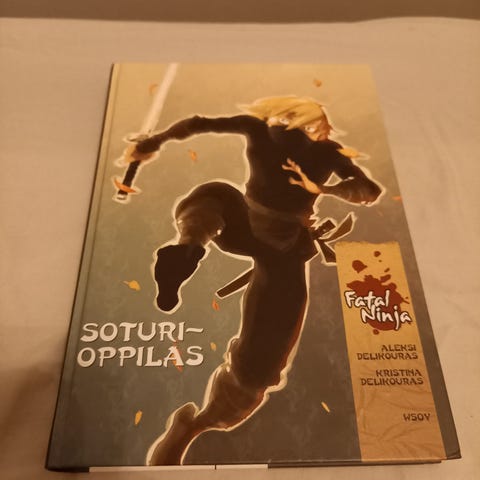 SOTURI-
OPPILAS
Fatal
Ninja
ALEKSI
DELIKOURAS
KRISTINA
DELIKOURAS
WSOY